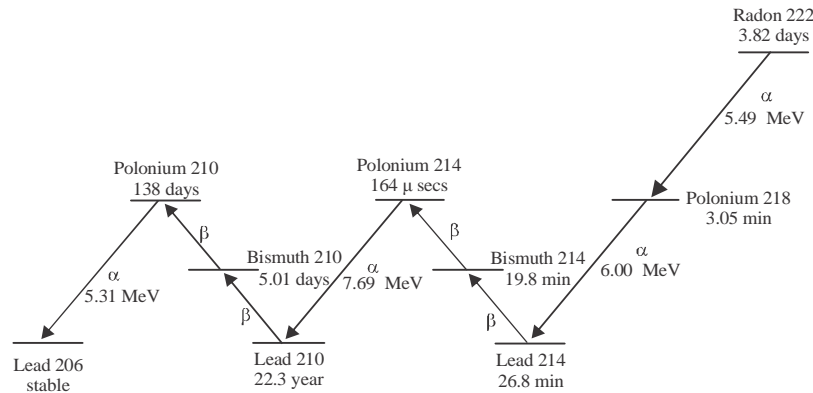 Radon 222
3.82 days
α
5.49 MeV
Polonium 210
138 days
Polonium 214
164 μ secs
Polonium 218
3.05 min
β
β
Bismuth 210
5.01 days
Bismuth 214
19.8 min
α
5.31 MeV
α
7.69 MeV
α
6.00 MeV
β
β
Lead 206
stable
Lead 210
22.3 year
Lead 214
26.8 min